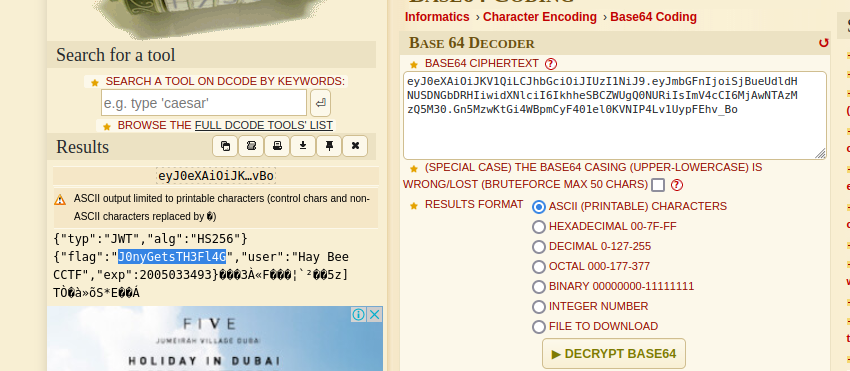 Informatics › Character Encoding › Base64 Coding
Search for a tool
SEARCH A TOOL ON DCODE BY KEYWORDS:
e.g. type 'caesar'
BROWSE THE FULL DCODE TOOLS' LIST
Results
eyJ0eXAiOiJK…vBo
ASCII output limited to printable characters (control chars and non-
ASCII characters replaced by �)
{"typ":"JWT","alg":"HS256"}
{"flag":"J0nyGetsTH3Fl4G","user":"Hay Bee
CCTF","exp":2005033493}���3À«F���¦`²��5z]
TÒ�à»õS*E��Á
FIVE
JUMEIRAH VILLAGE DUBAI
HOLIDAY IN DUBAI
BASE 64 DECODER
BASE64 CIPHERTEXT ?
eyJ0eXAiOiJKV1QiLCJhbGciOiJIUzI1NiJ9.eyJmbGFnIjoiSjBueUdldH
NUSDNGbDRHIiwidXNlciI6IkhheSBCZWUgQ0NURiIsImV4cCI6MjAwNTAzM
zQ5M30.Gn5MzwKtGi4WBpmCyF401el0KVNIP4Lv1UypFEhv_Bo
(SPECIAL CASE) THE BASE64 CASING (UPPER-LOWERCASE) IS
WRONG/LOST (BRUTEFORCE MAX 50 CHARS) ?
RESULTS FORMAT
ASCII (PRINTABLE) CHARACTERS
HEXADECIMAL 00-7F-FF
DECIMAL 0-127-255
OCTAL 000-177-377
BINARY 00000000-11111111
INTEGER NUMBER
FILE TO DOWNLOAD
▶ DECRYPT BASE64